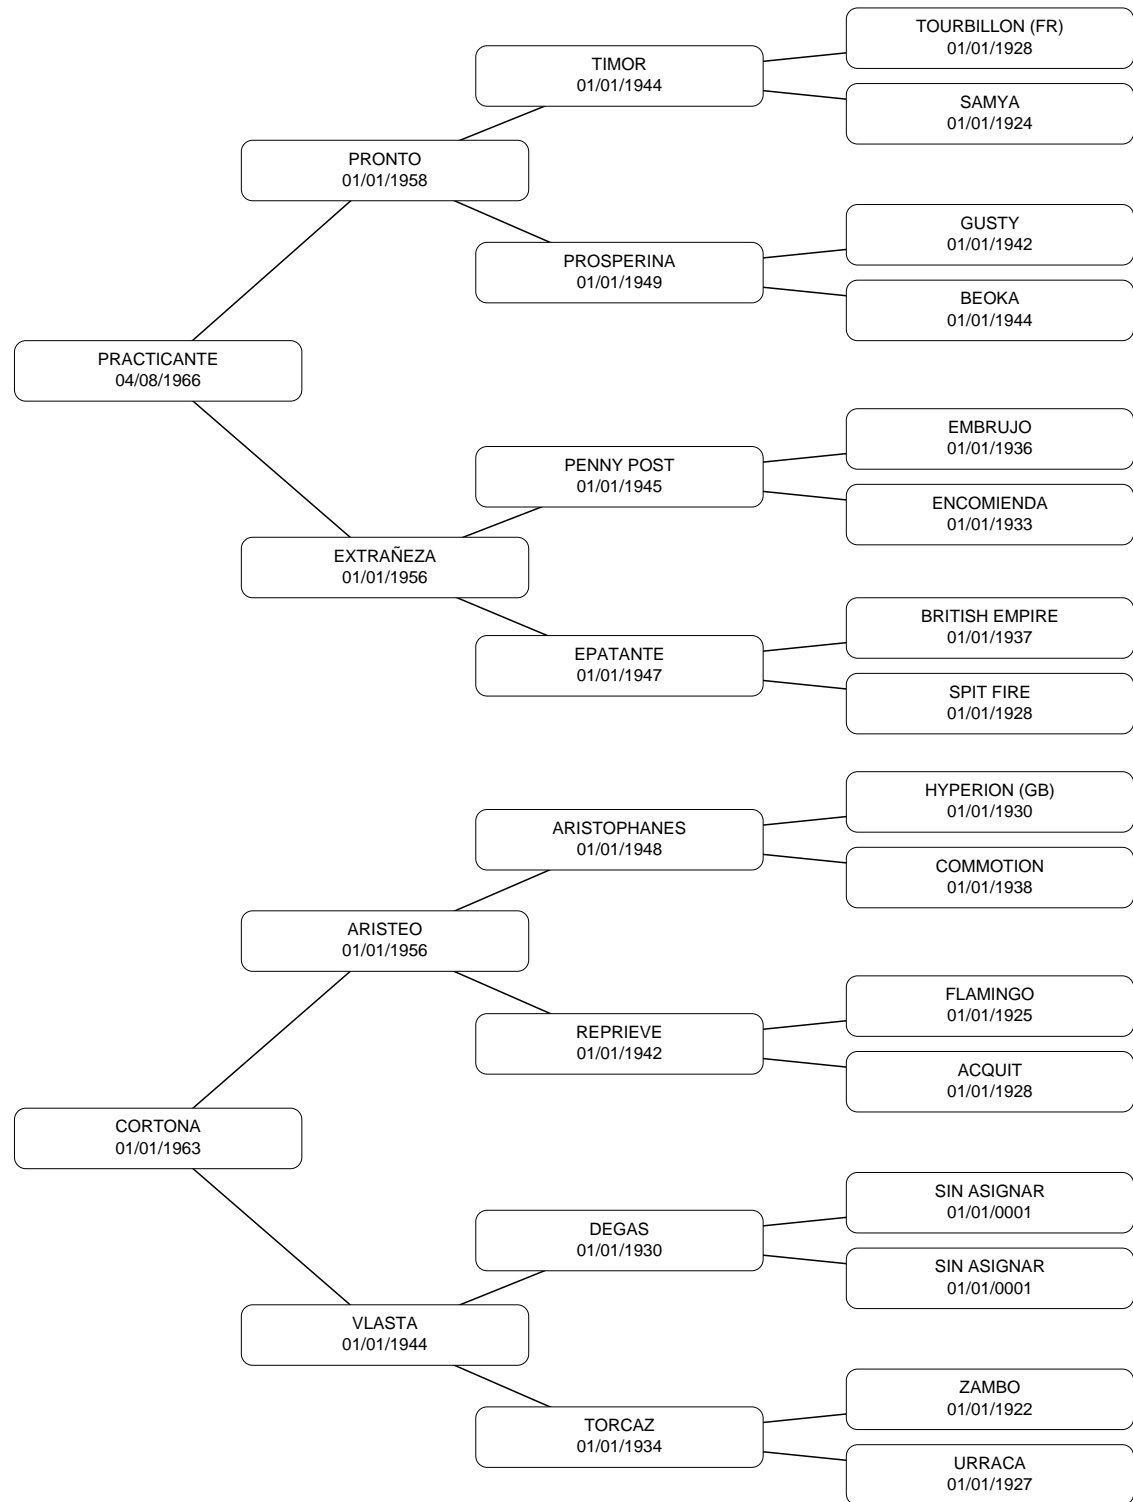 TOURBILLON (FR)
01/01/1928
TIMOR
01/01/1944
SAMYA
01/01/1924
PRONTO
01/01/1958
GUSTY
01/01/1942
PROSPERINA
01/01/1949
BEOKA
01/01/1944
PRACTICANTE
04/08/1966
EMBRUJO
01/01/1936
PENNY POST
01/01/1945
ENCOMIENDA
01/01/1933
EXTRAÑEZA
01/01/1956
BRITISH EMPIRE
01/01/1937
EPATANTE
01/01/1947
SPIT FIRE
01/01/1928
HYPERION (GB)
01/01/1930
ARISTOPHANES
01/01/1948
COMMOTION
01/01/1938
ARISTEO
01/01/1956
FLAMINGO
01/01/1925
REPRIEVE
01/01/1942
ACQUIT
01/01/1928
CORTONA
01/01/1963
SIN ASIGNAR
01/01/0001
DEGAS
01/01/1930
SIN ASIGNAR
01/01/0001
VLASTA
01/01/1944
ZAMBO
01/01/1922
TORCAZ
01/01/1934
URRACA
01/01/1927